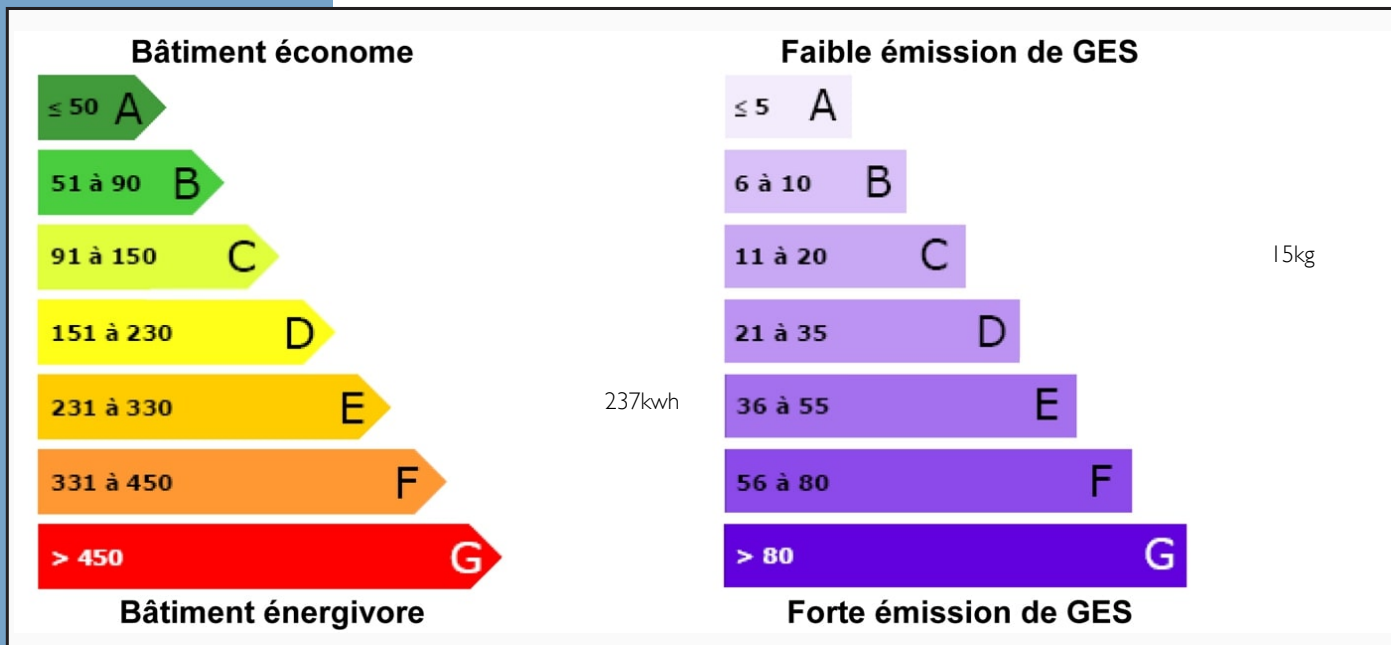 Bâtiment économe
≤ 50 A
51 à 90 B
91 à 150 C
151 à 230 D
231 à 330 E
237kwh
331 à 450 F
> 450 G
Bâtiment énergivore
Faible émission de GES
≤ 5 A
6 à 10 B
11 à 20 C
15kg
21 à 35 D
36 à 55 E
56 à 80 F
> 80 G
Forte émission de GES